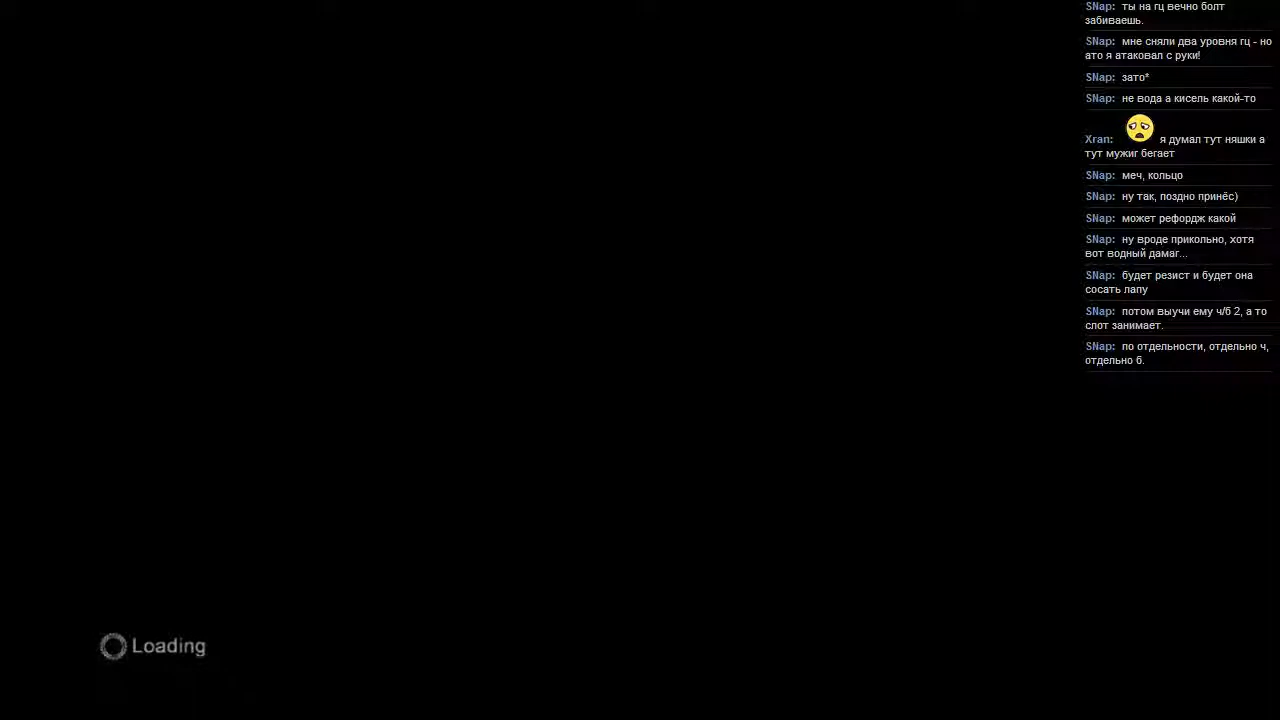 SNap: ты на гц вечно болт
забиваешь.
SNap: мне сняли два уровня гц - но
ато я атаковал с руки!
SNap: зато*
SNap: не вода а кисель какой-то
Xran: я думал тут няшки а
тут мужиг бегает
SNap: меч, кольцо
SNap: ну так, поздно принёс)
SNap: может рефордж какой
SNap: ну вроде прикольно, хотя
вот водный дамаг...
SNap: будет резист и будет она
сосать лапу
SNap: потом выучи ему ч/б 2, а то
слот занимает.
SNap: по отдельности, отдельно ч,
отдельно б.
Loading